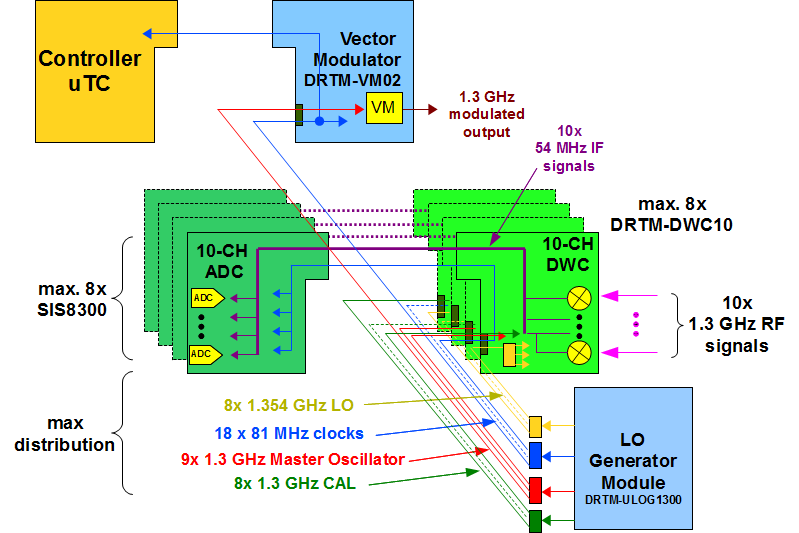 Controller
uTC
Vector
Modulator
DRTM-VM02
VM
1.3 GHz
modulated
output
10x
54 MHz IF
signals
max. 8x
DRTM-DWC10
10-CH
ADC
ADC
ADC
10-CH
DWC
max. 8x
SIS8300
10x
1.3 GHz RF
signals
max
distribution
8x 1.354 GHz LO
18 x 81 MHz clocks
9x 1.3 GHz Master Oscillator
8x 1.3 GHz CAL
LO
Generator
Module
DRTM-ULOG1300